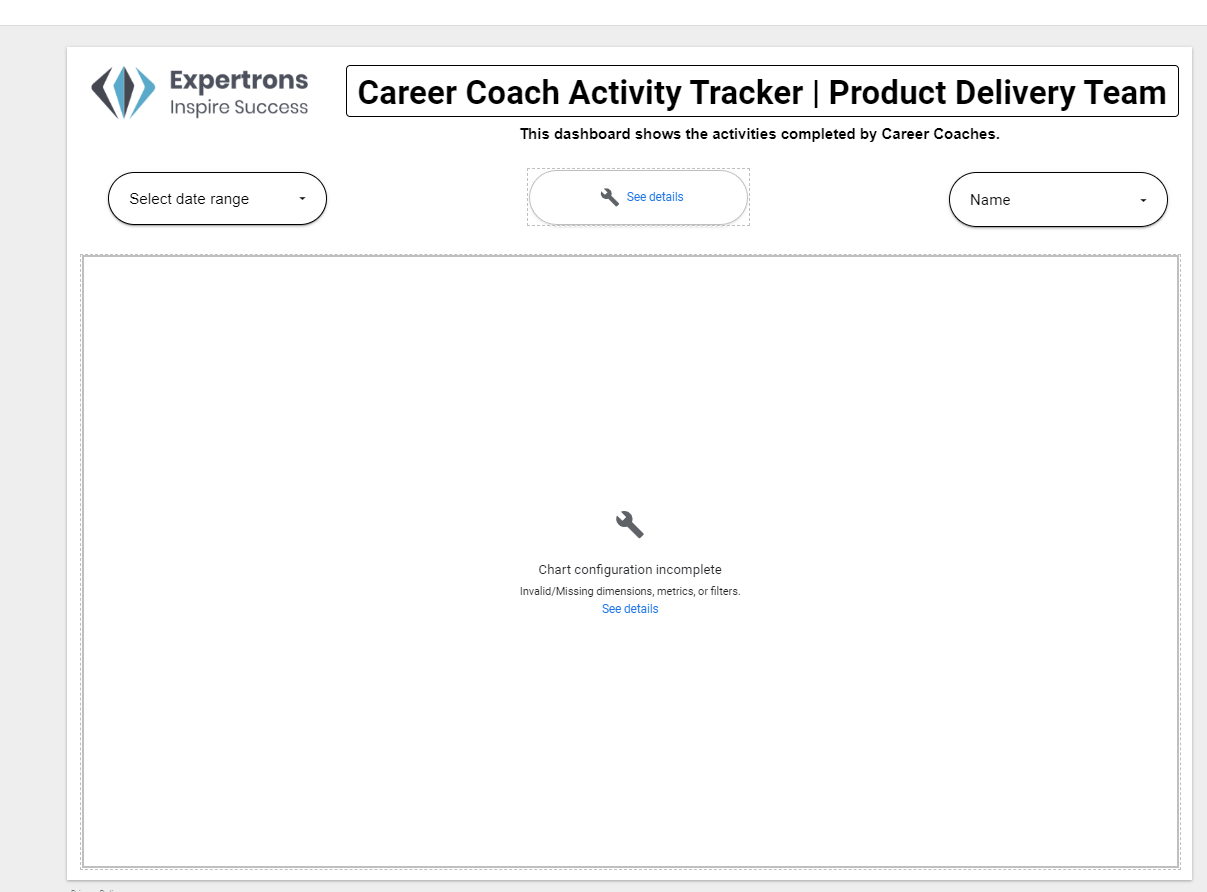 Expertrons
Inspire Success
Career Coach Activity Tracker | Product Delivery Team
This dashboard shows the activities completed by Career Coaches.
Select date range
See details
Name
Chart configuration incomplete
Invalid/Missing dimensions, metrics, or filters.
See details